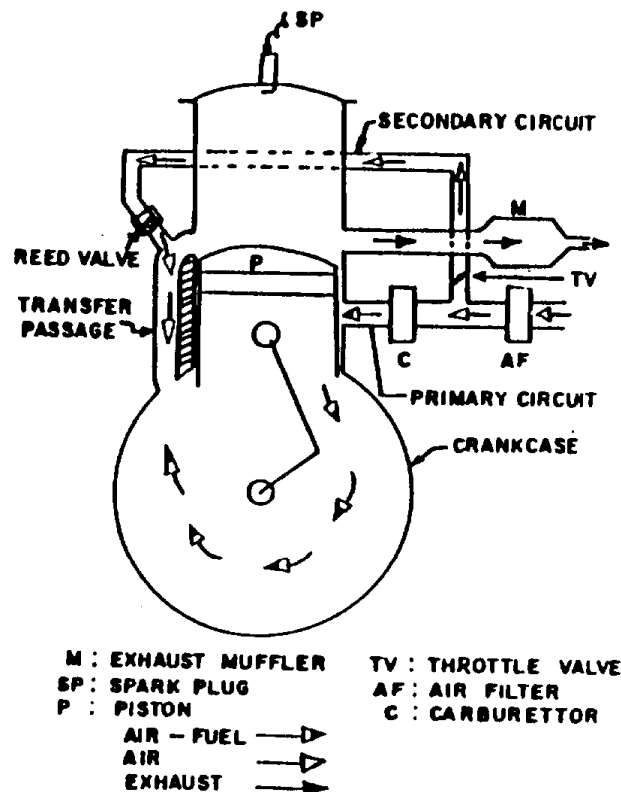 SP
SECONDARY CIRCUIT
M
REED VALVE
P
TV
TRANSFER
PASSAGE
C
AF
PRIMARY CIRCUIT
CRANKCASE
M : EXHAUST MUFFLER
SP : SPARK PLUG
P : PISTON
TV : THROTTLE VALVE
AF : AIR FILTER
C : CARBURETTOR
AIR - FUEL
AIR
EXHAUST